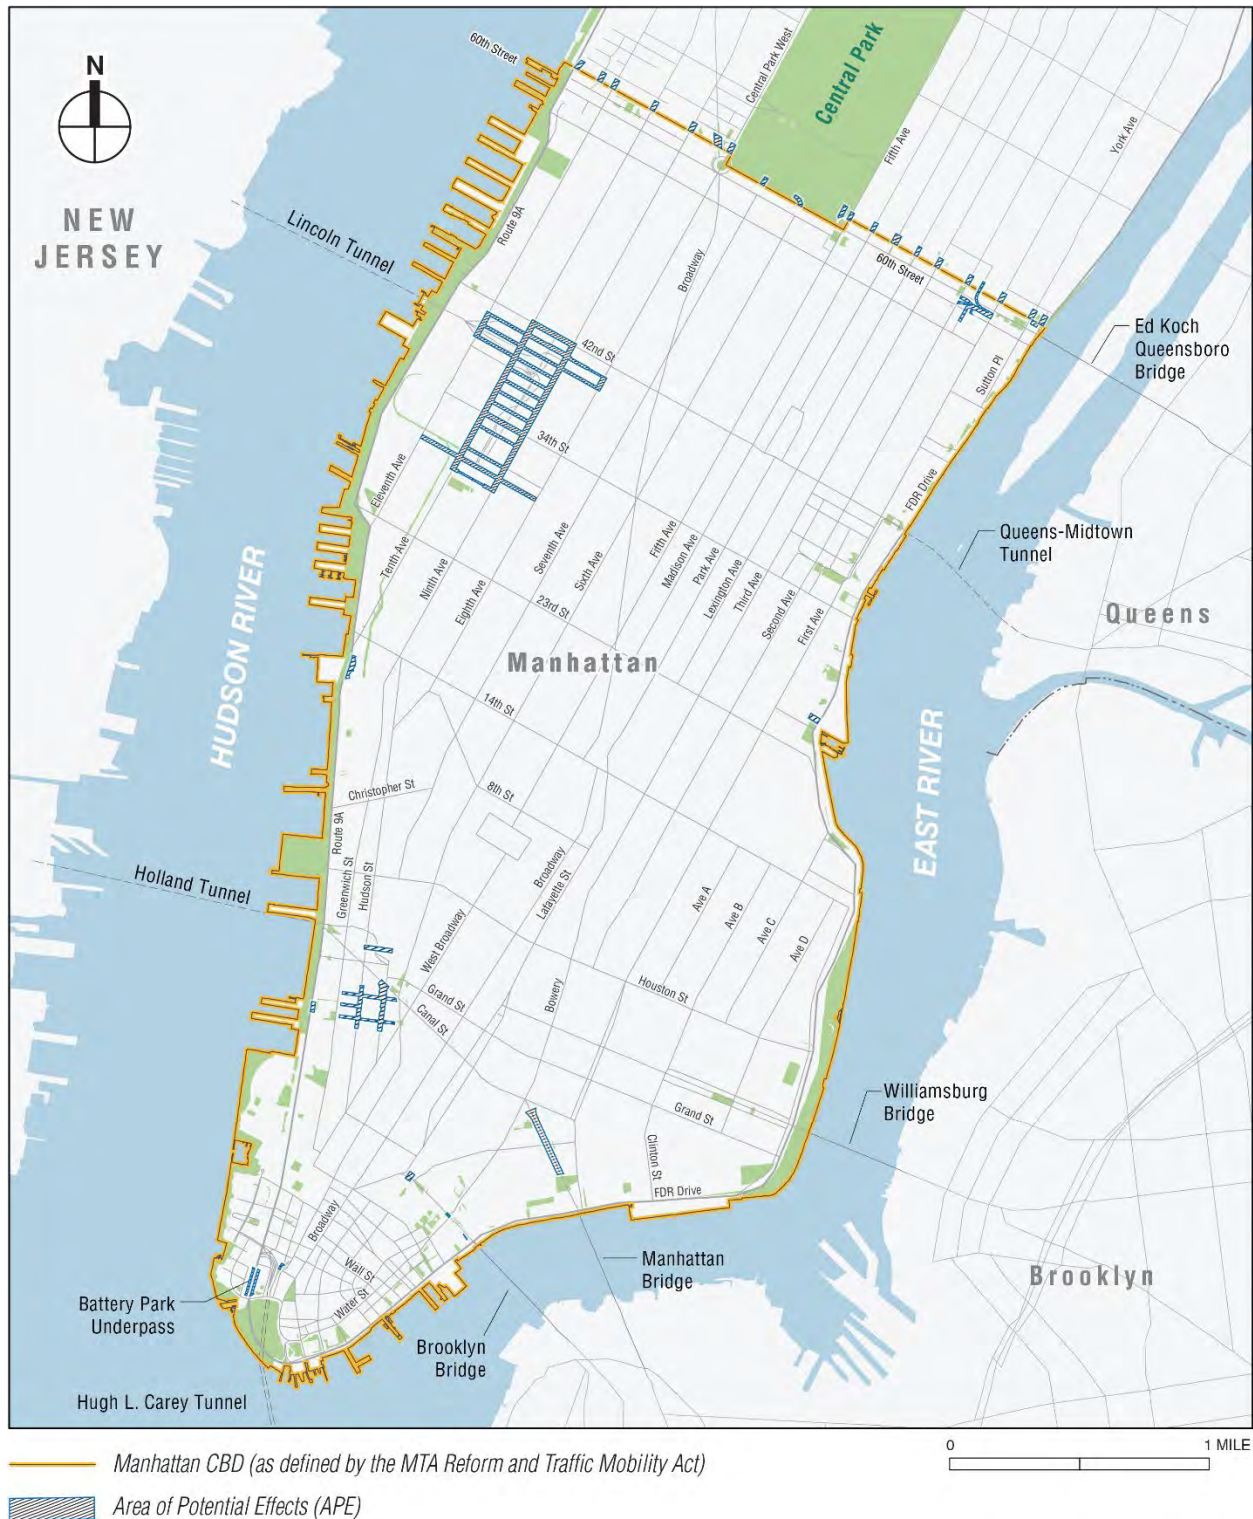 60th Street
Central Park West
Central Park
Fifth Ave
York Ave
N
NEW
JERSEY
Lincoln Tunnel
Route 9A
Broadway
60th Street
Ed Koch
Queensboro
Bridge
42nd St
Sutton Pl
34th St
Eleventh Ave
FDR Drive
Queens-Midtown
Tunnel
Tenth Ave
Ninth Ave
Eighth Ave
Seventh Ave
Sixth Ave
23rd St
Fifth Ave
Madison Ave
Park Ave
Lexington Ave
Third Ave
Second Ave
First Ave
Queens
HUDSON RIVER
Manhattan
14th St
EAST RIVER
Christopher St
8th St
Route 9A
Greenwich St
Hudson St
Holland Tunnel
West Broadway
Broadway
Lafayette St
Ave A
Ave B
Ave C
Ave D
Bowery
Houston St
Grand St
Canal St
Williamsburg
Bridge
Grand St
Clinton St
FDR Drive
Broadway
Wall St
Water St
Manhattan
Bridge
Brooklyn
Battery Park
Underpass
Brooklyn
Bridge
Hugh L. Carey Tunnel
0 1 MILE
Manhattan CBD (as defined by the MTA Reform and Traffic Mobility Act)
Area of Potential Effects (APE)